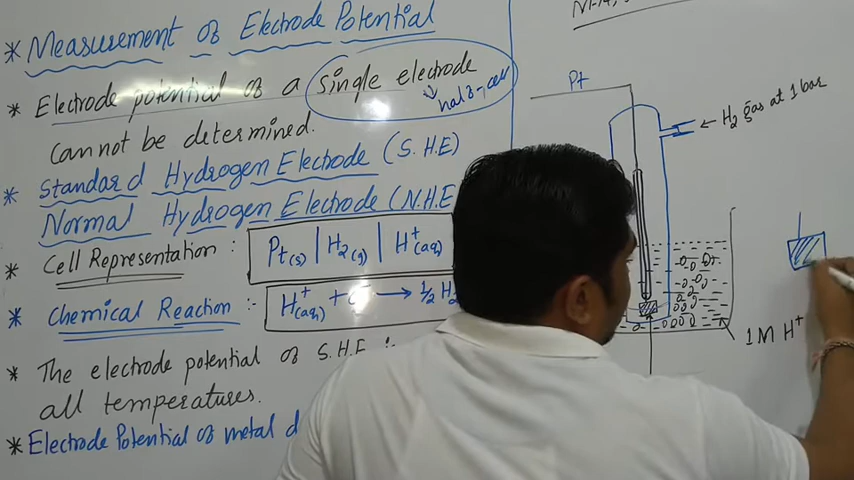 * Measurement of Electrode Potential
* Electrode potential of a single electrode
half-cell
cannot be determined.
* Standard Hydrogen Electrode (S.H.E)
Normal Hydrogen Electrode (N.H.E
* Cell Representation : Pt(s) | H2(g) | H+(aq)
* Chemical Reaction :- H+(aq) + e- → 1/2 H2
* The electrode potential of S.H.E is
all temperatures.
* Electrode Potential of metal
Pt
← H2 gas at 1 bar
1M H+